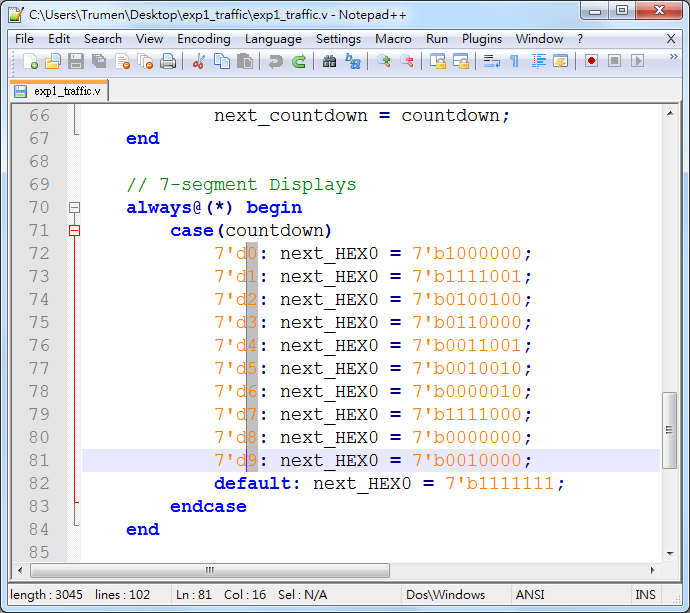 C:\Users\Trumen\Desktop\exp1_traffic\exp1_traffic.v - Notepad++
File Edit Search View Encoding Language Settings Macro Run Plugins Window ? X
exp1_traffic.v
66 next_countdown = countdown;
67 end
68
69 // 7-segment Displays
70 always@(*) begin
71 case(countdown)
72 7'd0: next_HEX0 = 7'b1000000;
73 7'd1: next_HEX0 = 7'b1111001;
74 7'd2: next_HEX0 = 7'b0100100;
75 7'd3: next_HEX0 = 7'b0110000;
76 7'd4: next_HEX0 = 7'b0011001;
77 7'd5: next_HEX0 = 7'b0010010;
78 7'd6: next_HEX0 = 7'b0000010;
79 7'd7: next_HEX0 = 7'b1111000;
80 7'd8: next_HEX0 = 7'b0000000;
81 7'd9: next_HEX0 = 7'b0010000;
82 default: next_HEX0 = 7'b1111111;
83 endcase
84 end
85
length : 3045 lines : 102 Ln : 81 Col : 16 Sel : N/A Dos\Windows ANSI INS